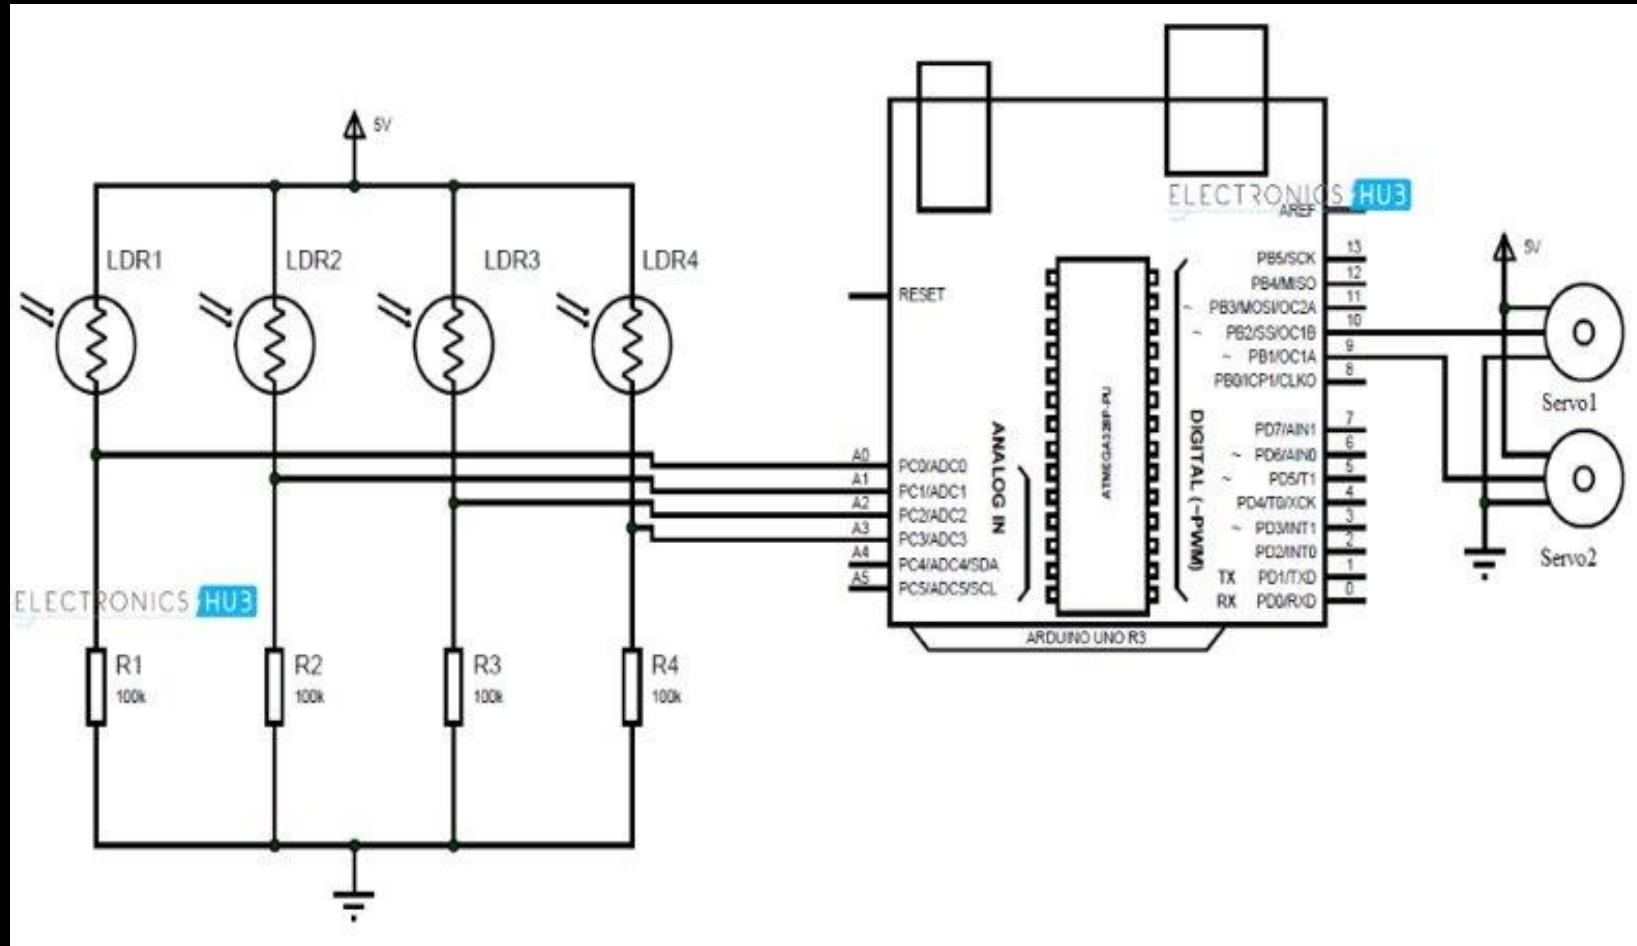 5V
LDR1
LDR2
LDR3
LDR4
ELECTRONICS HUB
R1
100k
R2
100k
R3
100k
R4
100k
ELECTRONICS HUB
AREF
RESET
PB5/SCK
13
PB4/MISO
12
~ PB3/MOSI/OC2A
11
~ PB2/SS/OC1B
10
~ PB1/OC1A
9
PB0/ICP1/CLKO
8
PD7/AIN1
7
~ PD6/AIN0
6
~ PD5/T1
5
PD4/T0/XCK
4
~ PD3/INT1
3
PD2/INT0
2
TX PD1/TXD
1
RX PD0/RXD
0
A0 PC0/ADC0
A1 PC1/ADC1
A2 PC2/ADC2
A3 PC3/ADC3
A4 PC4/ADC4/SDA
A5 PC5/ADC5/SCL
ANALOG IN
ATMEGA328P-PU
DIGITAL (~PWM)
ARDUINO UNO R3
5V
Servo1
Servo2